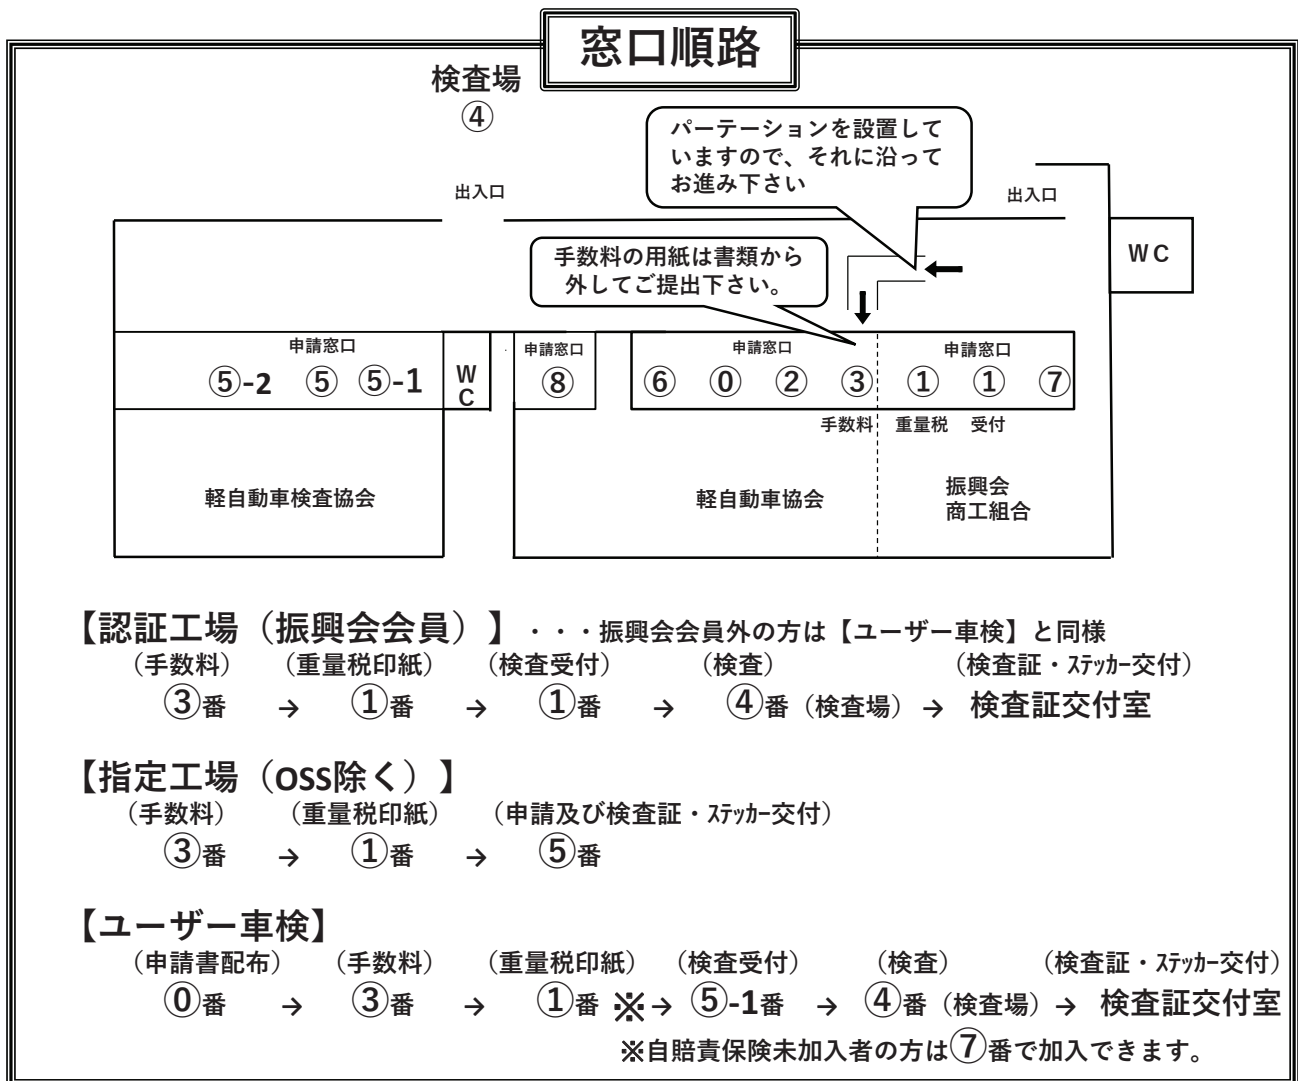 窓口順路
検査場
④
パーテーションを設置して
いますので、それに沿って
お進み下さい
出入口
出入口
手数料の用紙は書類から
外してご提出下さい。
WC
申請窓口
⑤-2 ⑤ ⑤-1
W
C
申請窓口
⑧
申請窓口
⑥ ⓪ ② ③
申請窓口
① ① ⑦
手数料 重量税 受付
軽自動車検査協会
軽自動車協会
振興会
商工組合
【認証工場(振興会会員)】・・・振興会会員外の方は【ユーザー車検】と同様
(手数料) (重量税印紙) (検査受付) (検査) (検査証・ステッカー交付)
③番 → ①番 → ①番 → ④番(検査場) → 検査証交付室
【指定工場(OSS除く)】
(手数料) (重量税印紙) (申請及び検査証・ステッカー交付)
③番 → ①番 → ⑤番
【ユーザー車検】
(申請書配布) (手数料) (重量税印紙) (検査受付) (検査) (検査証・ステッカー交付)
⓪番 → ③番 → ①番 ※→ ⑤-1番 → ④番(検査場) → 検査証交付室
※自賠責保険未加入者の方は⑦番で加入できます。